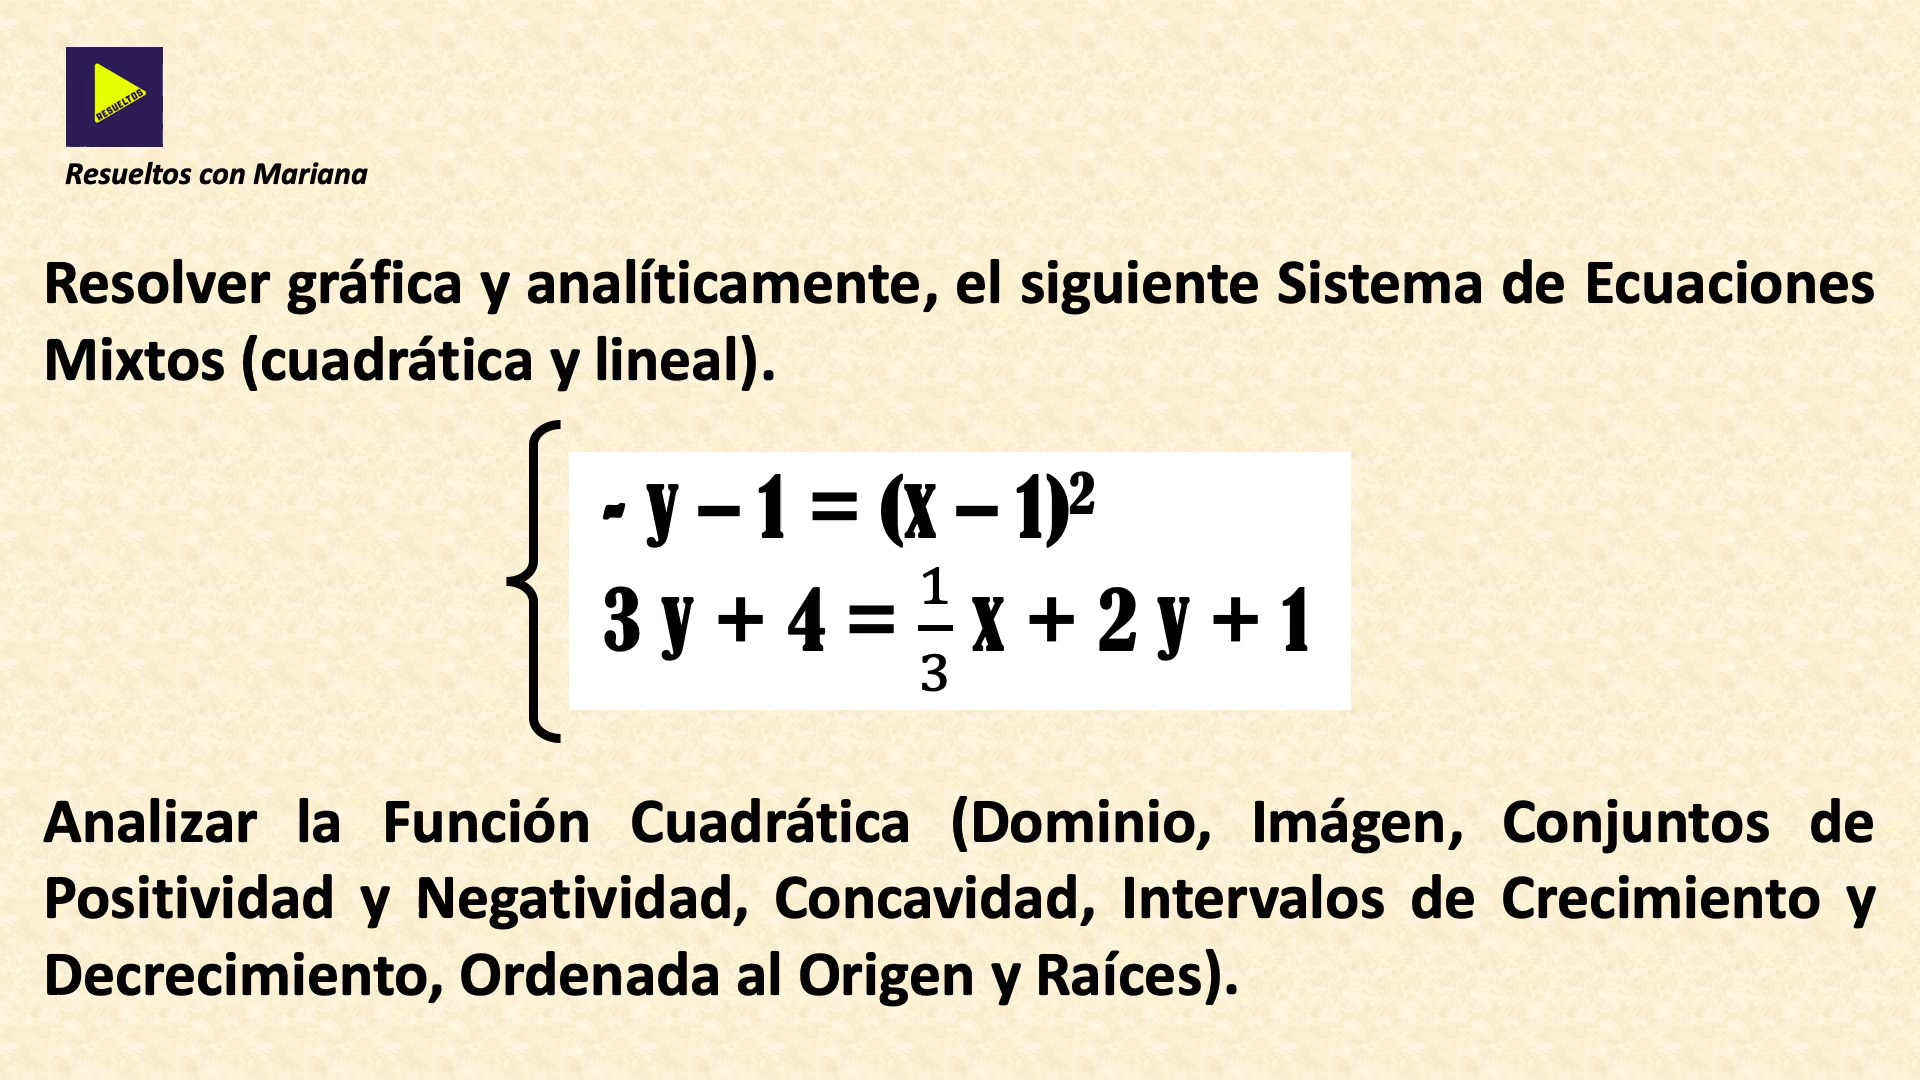 RESUELTOS
Resueltos con Mariana
Resolver gráfica y analíticamente, el siguiente Sistema de Ecuaciones
Mixtos (cuadrática y lineal).
- y – 1 = (x – 1)²
3 y + 4 = 1/3 x + 2 y + 1
Analizar la Función Cuadrática (Dominio, Imágen, Conjuntos de
Positividad y Negatividad, Concavidad, Intervalos de Crecimiento y
Decrecimiento, Ordenada al Origen y Raíces).